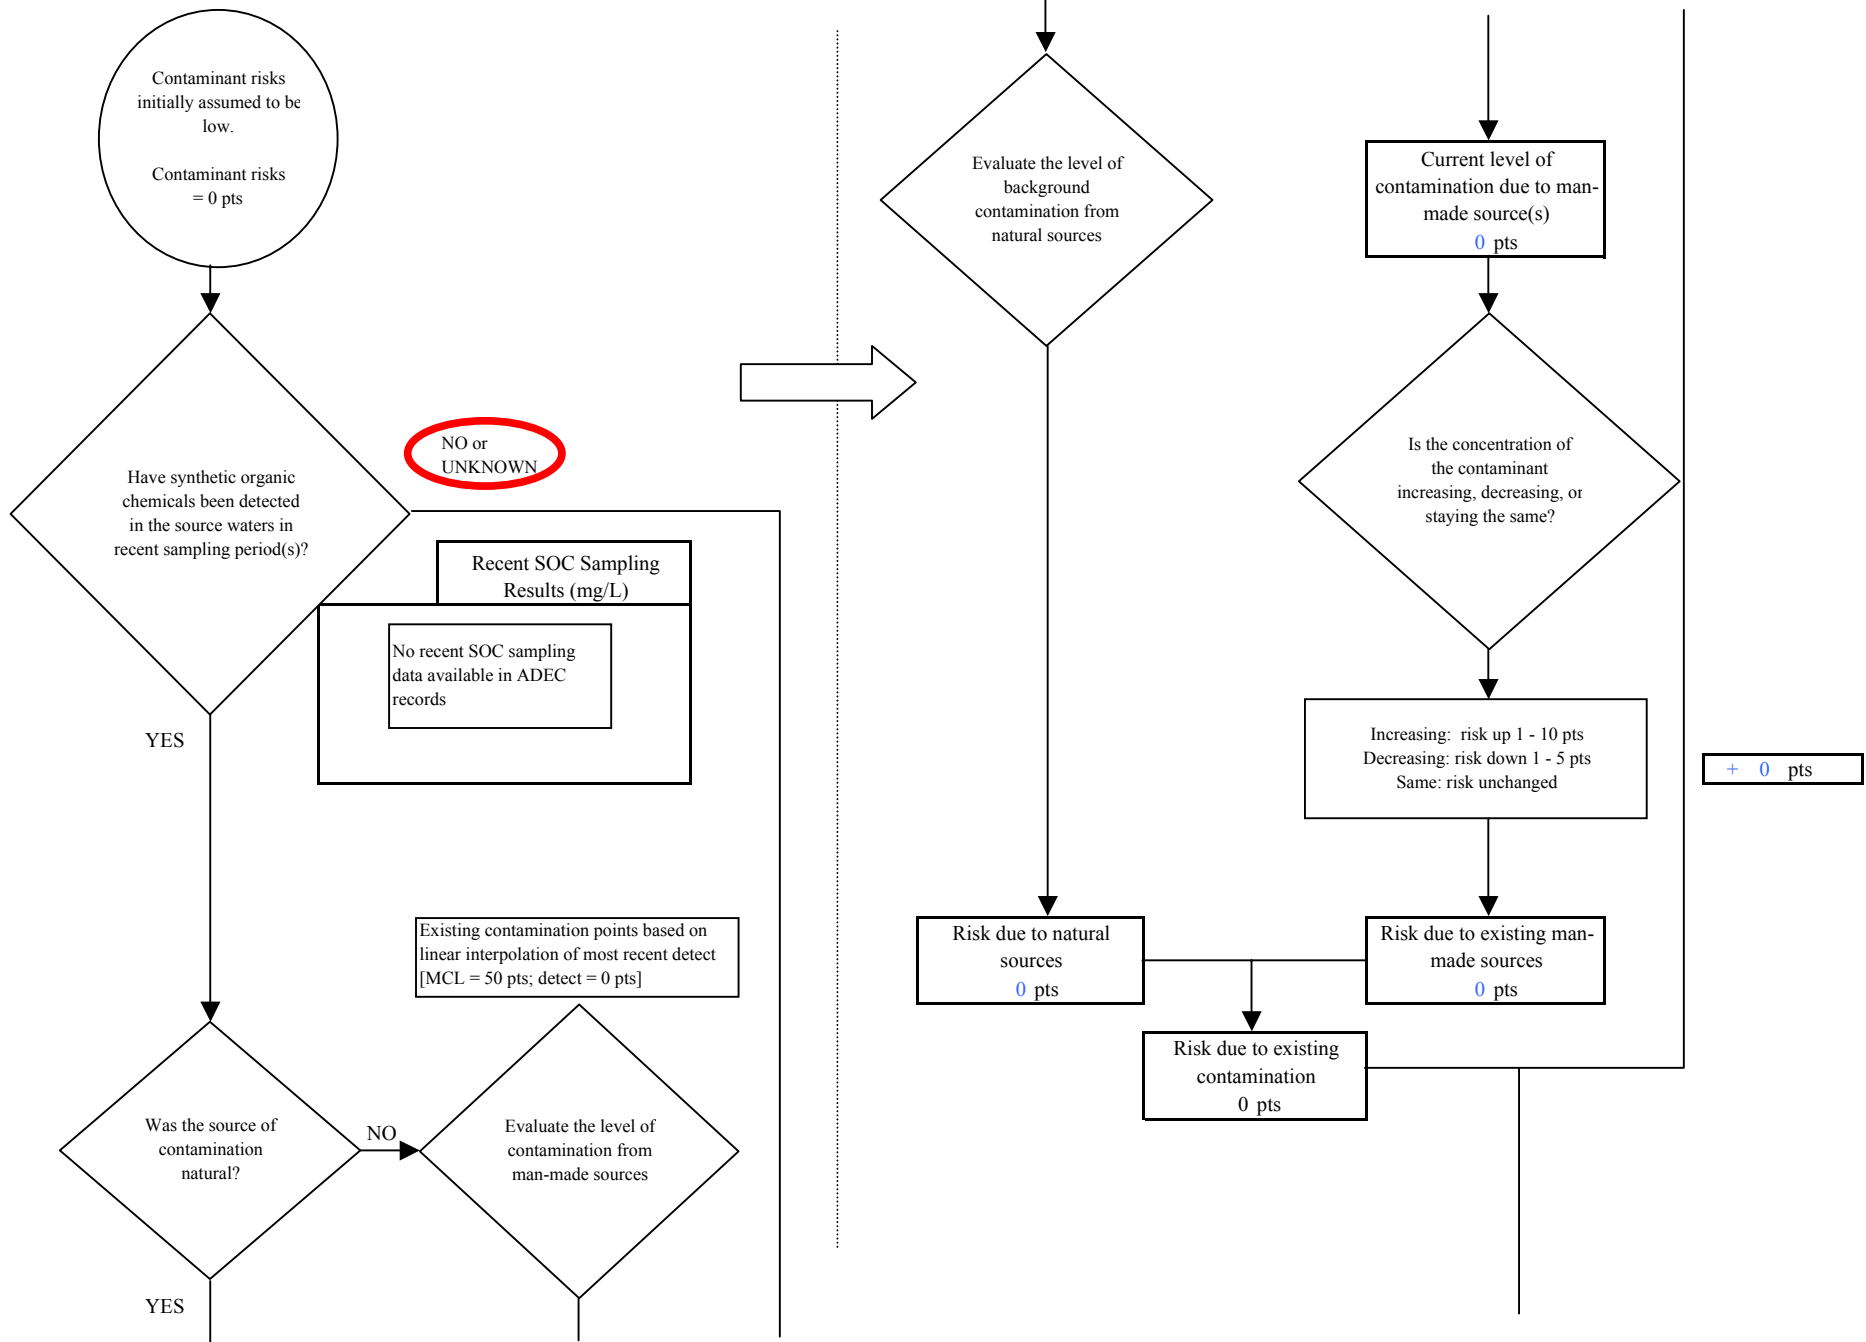 Contaminant risks
initially assumed to be
low.
Contaminant risks
= 0 pts
NO or
UNKNOWN
Have synthetic organic
chemicals been detected
in the source waters in
recent sampling period(s)?
Recent SOC Sampling
Results (mg/L)
No recent SOC sampling
data available in ADEC
records
YES
Existing contamination points based on
linear interpolation of most recent detect
[MCL = 50 pts; detect = 0 pts]
Was the source of
contamination
natural?
NO
Evaluate the level of
contamination from
man-made sources
YES
Evaluate the level of
background
contamination from
natural sources
Current level of
contamination due to man-
made source(s)
0 pts
Is the concentration of
the contaminant
increasing, decreasing, or
staying the same?
Increasing: risk up 1 - 10 pts
Decreasing: risk down 1 - 5 pts
Same: risk unchanged
+ 0 pts
Risk due to natural
sources
0 pts
Risk due to existing man-
made sources
0 pts
Risk due to existing
contamination
0 pts